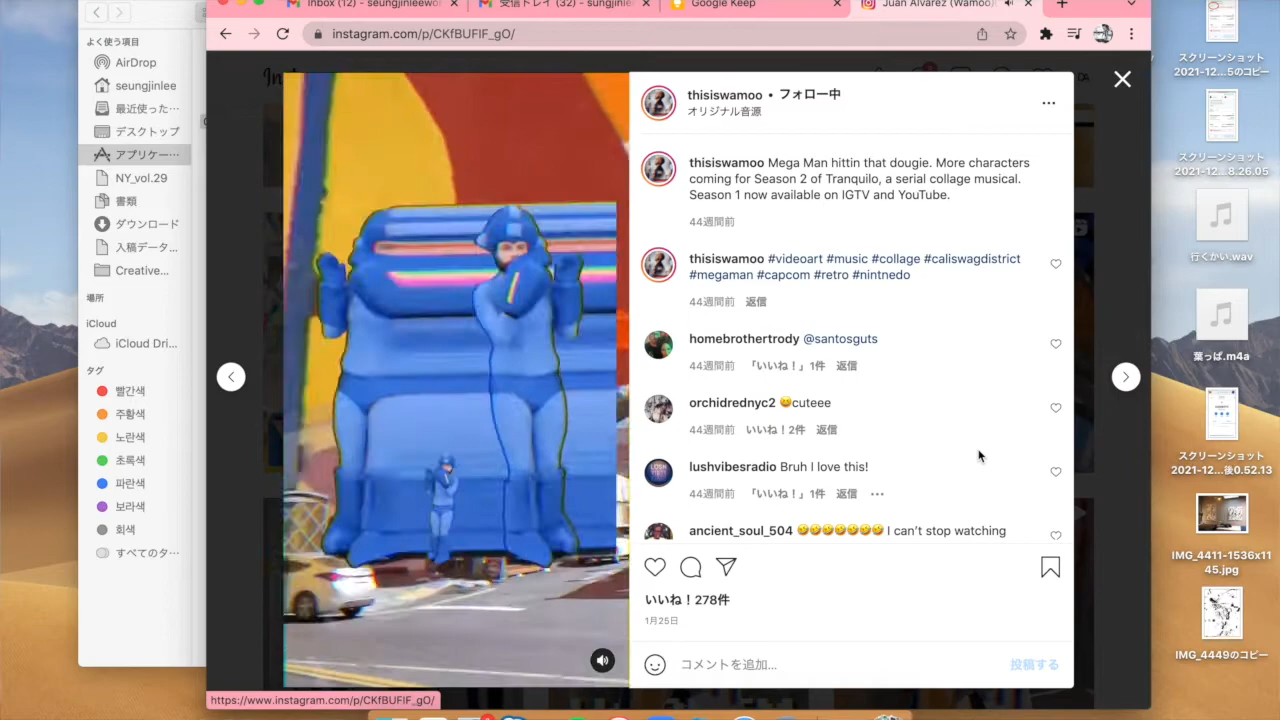 Inbox (12) - seungjinleewo
受信トレイ (32) - sungjinle
Google Keep
Juan Alvarez (Wamoo)
instagram.com/p/CKfBUFIF_gO/
よく使う項目
AirDrop
seungjinlee
最近使った…
デスクトップ
アプリケー…
NY_vol.29
書類
ダウンロード
入稿データ...
Creative...
場所
iCloud
iCloud Dri...
タグ
빨간색
주황색
노란색
초록색
파란색
보라색
회색
すべてのタ…
thisiswamoo • フォロー中
オリジナル音源
thisiswamoo Mega Man hittin that dougie. More characters
coming for Season 2 of Tranquilo, a serial collage musical.
Season 1 now available on IGTV and YouTube.
44週間前
thisiswamoo #videoart #music #collage #caliswagdistrict
#megaman #capcom #retro #nintnedo
44週間前 返信
homebrothertrody @santosguts
44週間前 「いいね！」1件 返信
orchidrednyc2 😄cuteee
44週間前 いいね！2件 返信
lushvibesradio Bruh I love this!
44週間前 「いいね！」1件 返信
ancient_soul_504 🤣🤣🤣🤣🤣🤣🤣 I can't stop watching
いいね！278件
1月25日
コメントを追加...
投稿する
https://www.instagram.com/p/CKfBUFIF_gO/
スクリーンショット
2021-12...5のコピー
スクリーンショット
2021-12...8.26.05
行くかい.wav
葉っぱ.m4a
スクリーンショット
2021-12...後0.52.13
IMG_4411-1536x11
45.jpg
IMG_4449のコピー